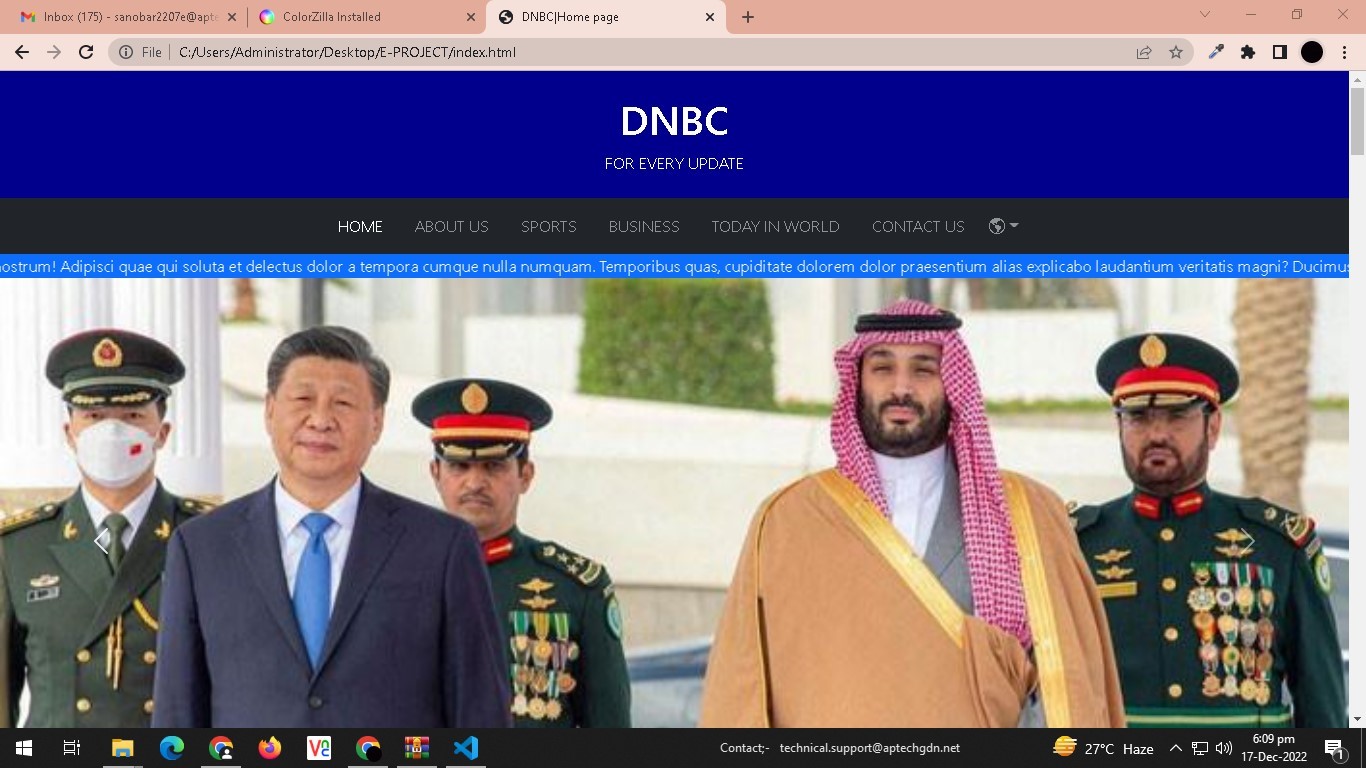 Inbox (175) - sanobar2207e@apte
ColorZilla Installed
DNBC|Home page
File
C:/Users/Administrator/Desktop/E-PROJECT/index.html
DNBC
FOR EVERY UPDATE
HOME ABOUT US SPORTS BUSINESS TODAY IN WORLD CONTACT US
nostrum! Adipisci quae qui soluta et delectus dolor a tempora cumque nulla numquam. Temporibus quas, cupiditate dolorem dolor praesentium alias explicabo laudantium veritatis magni? Ducimus
Contact;- technical.support@aptechgdn.net
27°C Haze
6:09 pm
17-Dec-2022
1